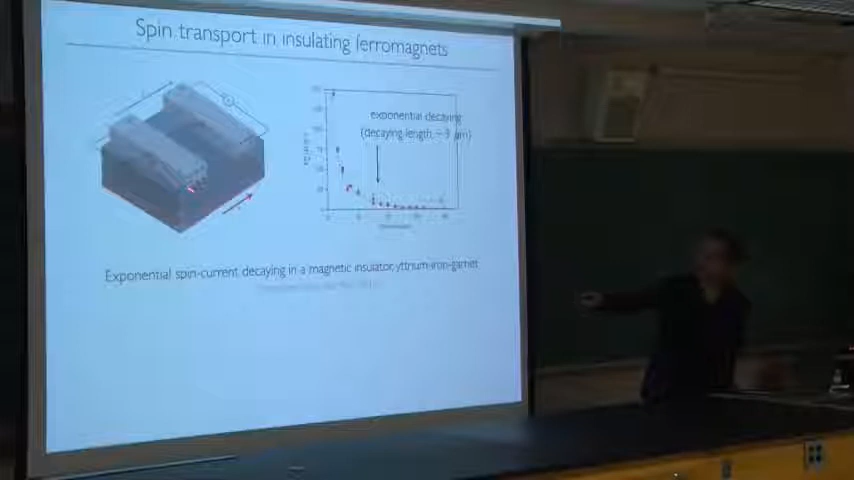 Spin transport in insulating ferromagnets
exponential decaying
(decaying length, ~ 9 μm)
Exponential spin-current decaying in a magnetic insulator, yttrium-iron-garnet